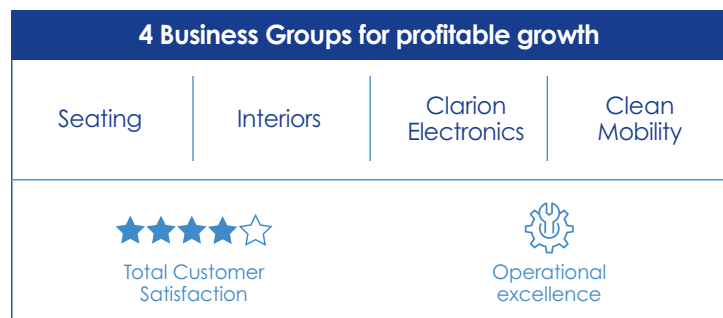 4 Business Groups for profitable growth
Seating
Interiors
Clarion
Electronics
Clean
Mobility
Total Customer
Satisfaction
Operational
excellence